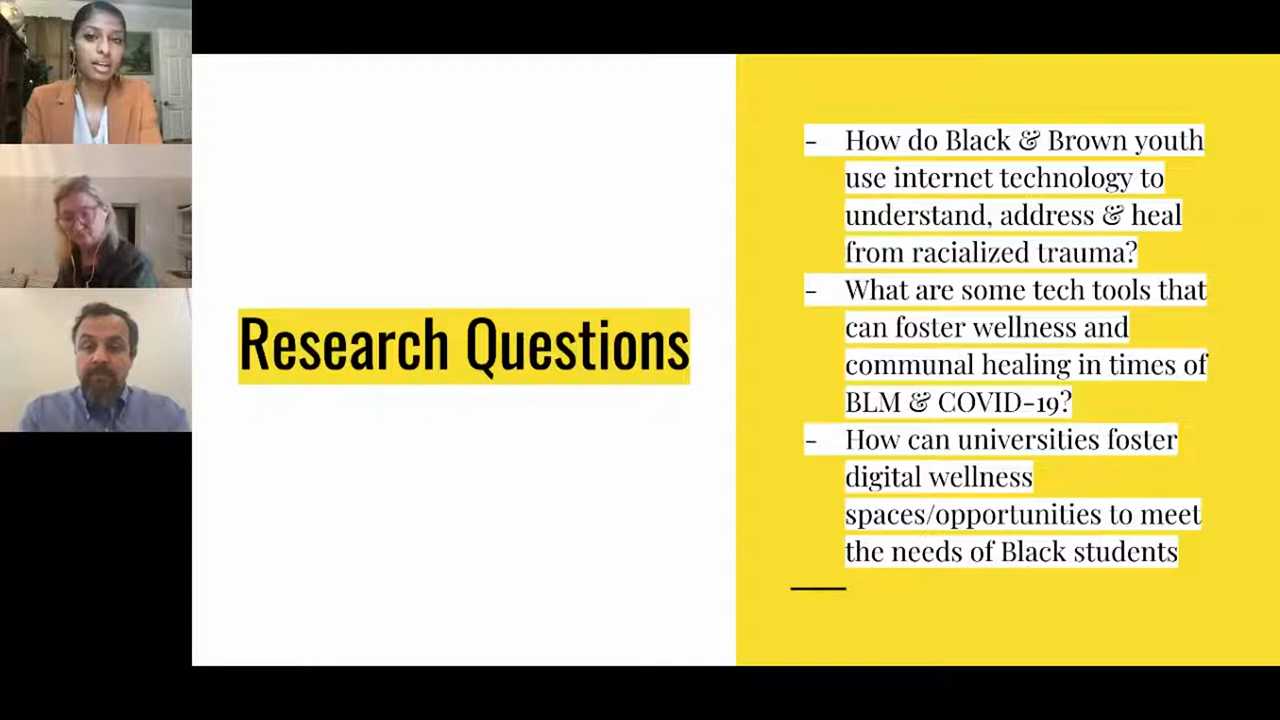 Research Questions
- How do Black & Brown youth
use internet technology to
understand, address & heal
from racialized trauma?
- What are some tech tools that
can foster wellness and
communal healing in times of
BLM & COVID-19?
- How can universities foster
digital wellness
spaces/opportunities to meet
the needs of Black students